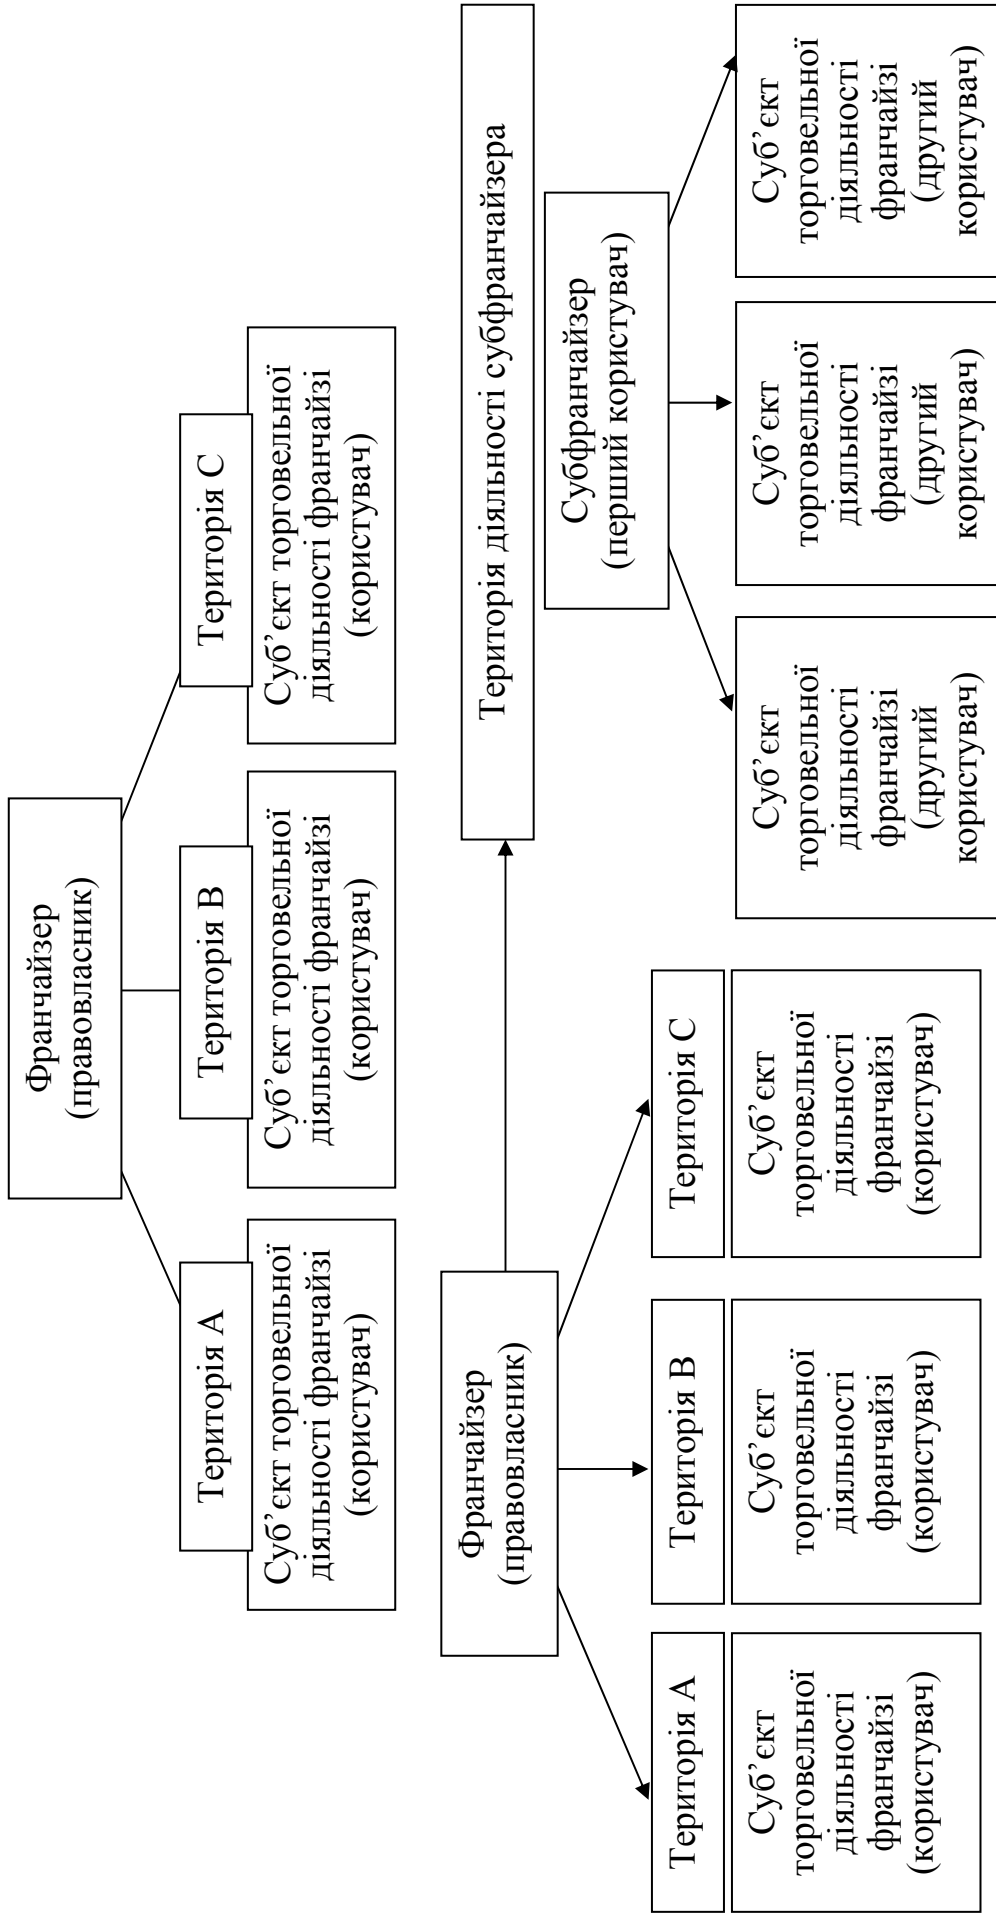 Франчайзер
(правовласник)
Територія А
Суб’єкт торговельної
діяльності франчайзі
(користувач)
Територія В
Суб’єкт торговельної
діяльності франчайзі
(користувач)
Територія С
Суб’єкт торговельної
діяльності франчайзі
(користувач)
Франчайзер
(правовласник)
Територія діяльності субфранчайзера
Субфранчайзер
(перший користувач)
Територія А
Суб’єкт
торговельної
діяльності
франчайзі
(користувач)
Територія В
Суб’єкт
торговельної
діяльності
франчайзі
(користувач)
Територія С
Суб’єкт
торговельної
діяльності
франчайзі
(користувач)
Суб’єкт
торговельної
діяльності
франчайзі
(другий
користувач)
Суб’єкт
торговельної
діяльності
франчайзі
(другий
користувач)
Суб’єкт
торговельної
діяльності
франчайзі
(другий
користувач)